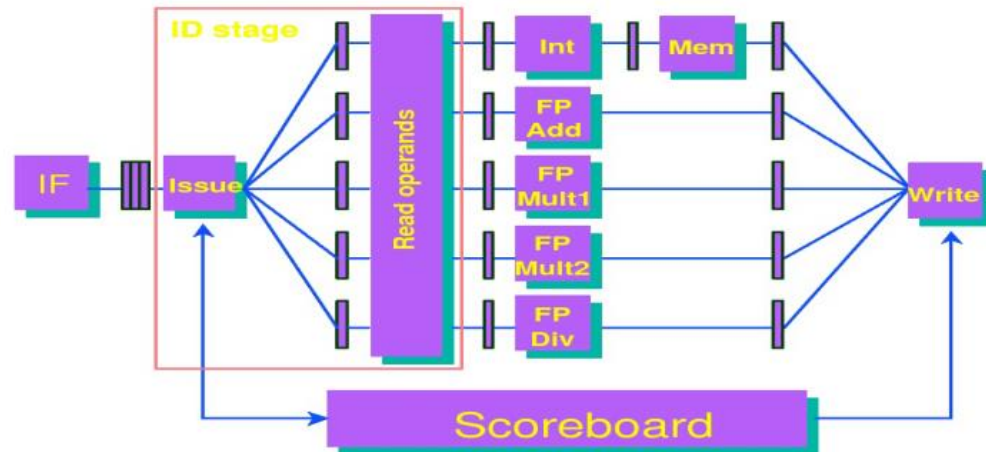 ID stage
Int
Mem
FP
Add
IF
Issue
Read operands
FP
Mult1
Write
FP
Mult2
FP
Div
Scoreboard